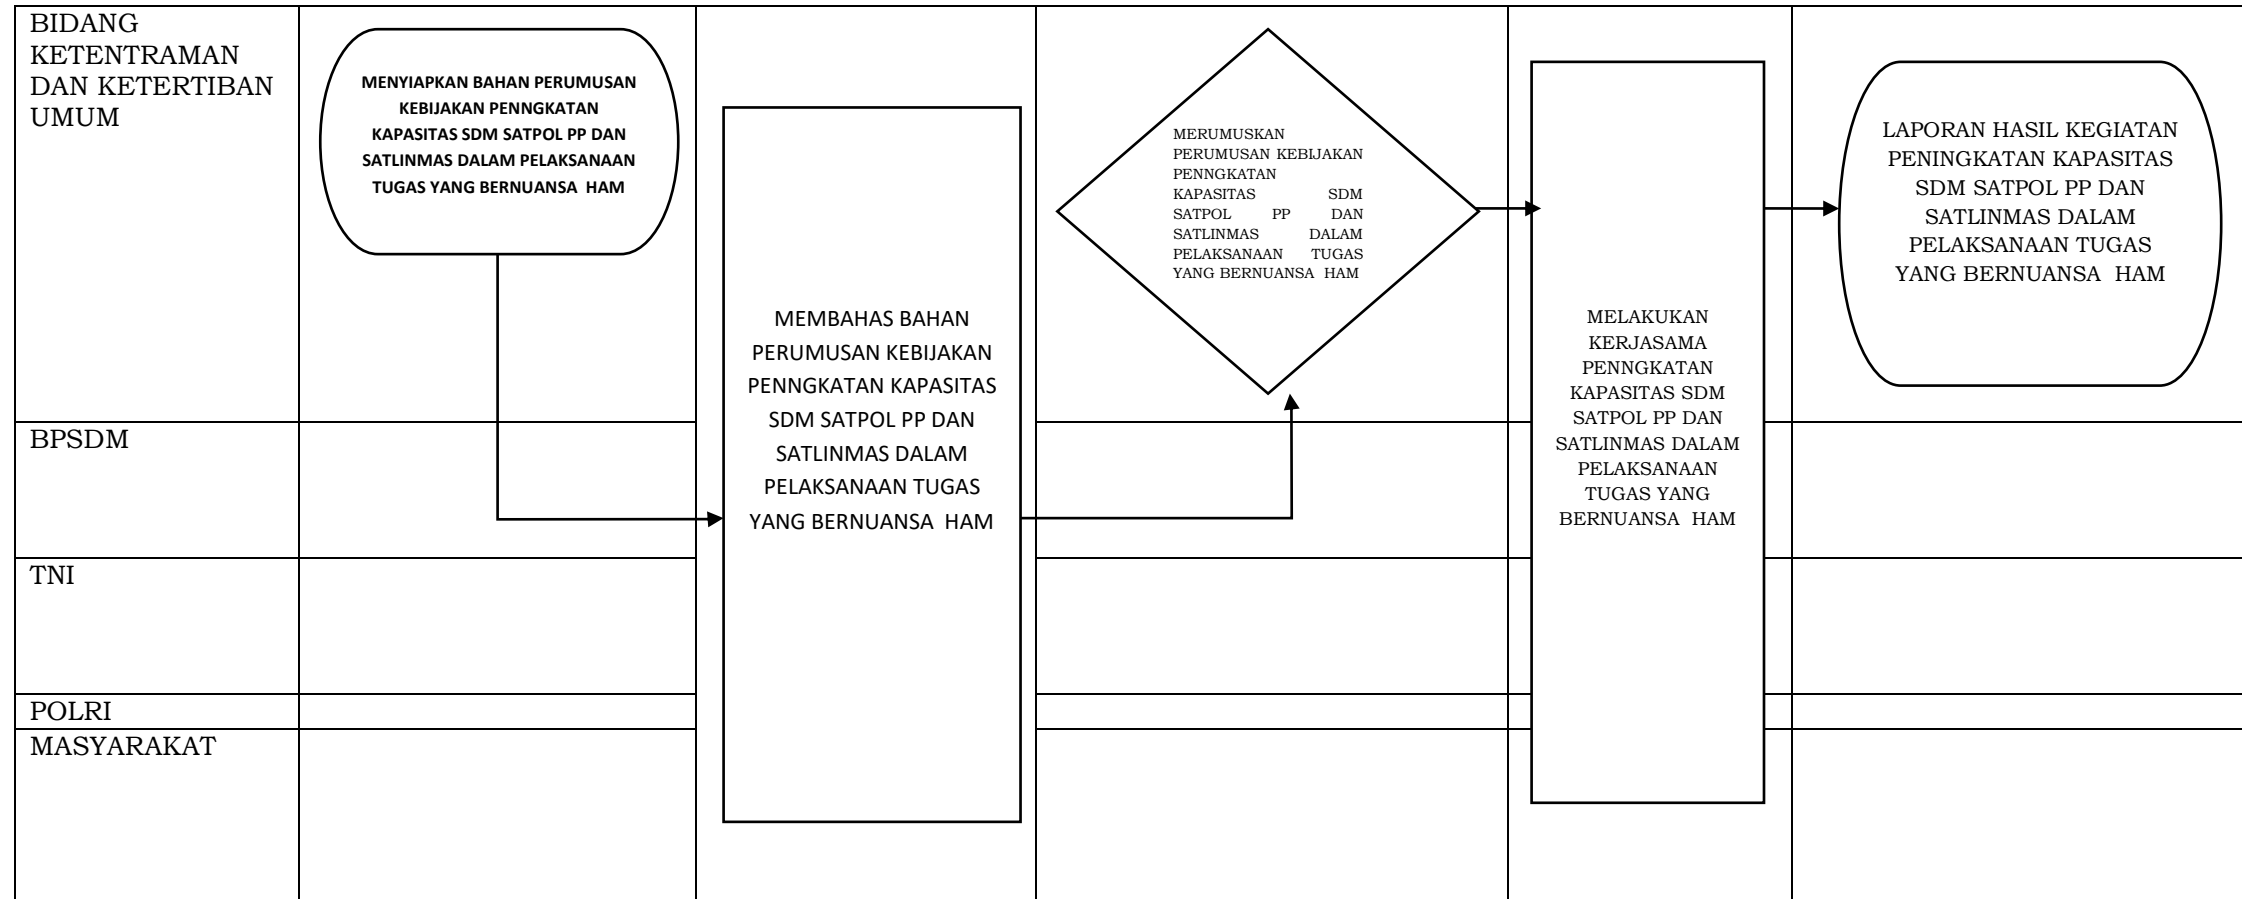 BIDANG
KETENTRAMAN
DAN KETERTIBAN
UMUM
MENYIAPKAN BAHAN PERUMUSAN
KEBIJAKAN PENNGKATAN
KAPASITAS SDM SATPOL PP DAN
SATLINMAS DALAM PELAKSANAAN
TUGAS YANG BERNUANSA HAM
MEMBAHAS BAHAN
PERUMUSAN KEBIJAKAN
PENNGKATAN KAPASITAS
SDM SATPOL PP DAN
SATLINMAS DALAM
PELAKSANAAN TUGAS
YANG BERNUANSA HAM
MERUMUSKAN
PERUMUSAN KEBIJAKAN
PENNGKATAN
KAPASITAS SDM
SATPOL PP DAN
SATLINMAS DALAM
PELAKSANAAN TUGAS
YANG BERNUANSA HAM
MELAKUKAN
KERJASAMA
PENNGKATAN
KAPASITAS SDM
SATPOL PP DAN
SATLINMAS DALAM
PELAKSANAAN
TUGAS YANG
BERNUANSA HAM
LAPORAN HASIL KEGIATAN
PENINGKATAN KAPASITAS
SDM SATPOL PP DAN
SATLINMAS DALAM
PELAKSANAAN TUGAS
YANG BERNUANSA HAM
BPSDM
TNI
POLRI
MASYARAKAT